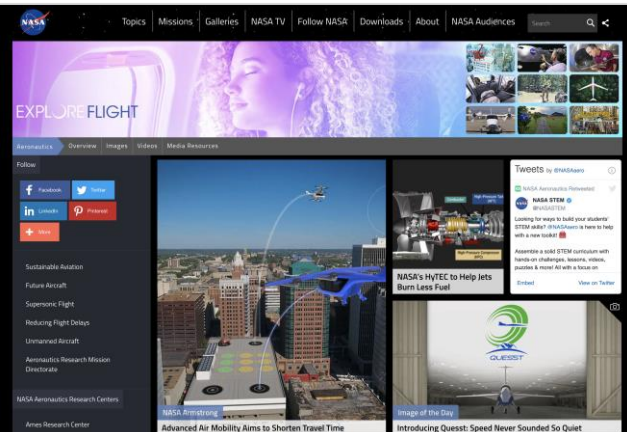 NASA
Topics
Missions
Galleries
NASA TV
Follow NASA
Downloads
About
NASA Audiences
Search
EXPLORE FLIGHT
Aeronautics
Overview
Images
Videos
Media Resources
Follow
Facebook
Twitter
LinkedIn
Pinterest
More
Sustainable Aviation
Future Aircraft
Supersonic Flight
Reducing Flight Delays
Unmanned Aircraft
Aeronautics Research Mission
Directorate
NASA Aeronautics Research Centers
Ames Research Center
NASA Armstrong
Advanced Air Mobility Aims to Shorten Travel Time
Combustor
High Pressure Compressor
NASA's HyTEC to Help Jets
Burn Less Fuel
Tweets by @NASAaero
NASA Aeronautics Retweeted
NASA STEM
@NASASTEM
Looking for ways to build your students'
STEM skills? @NASAaero is here to help
with a new toolkit!
Assemble a solid STEM curriculum with
hands-on challenges, lessons, videos,
puzzles & more! All with a focus on
Embed
View on Twitter
QUESST
Image of the Day
Introducing Quesst: Speed Never Sounded So Quiet